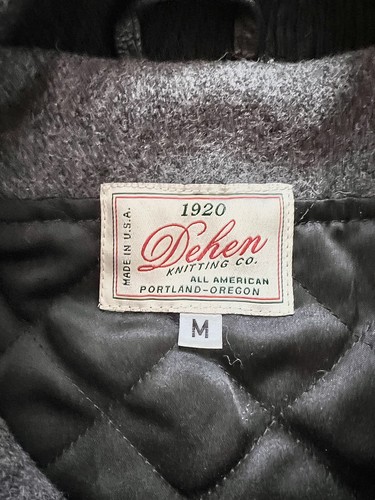 1920
MADE IN U.S.A.
Dehen
KNITTING CO.
ALL AMERICAN
PORTLAND-OREGON
M